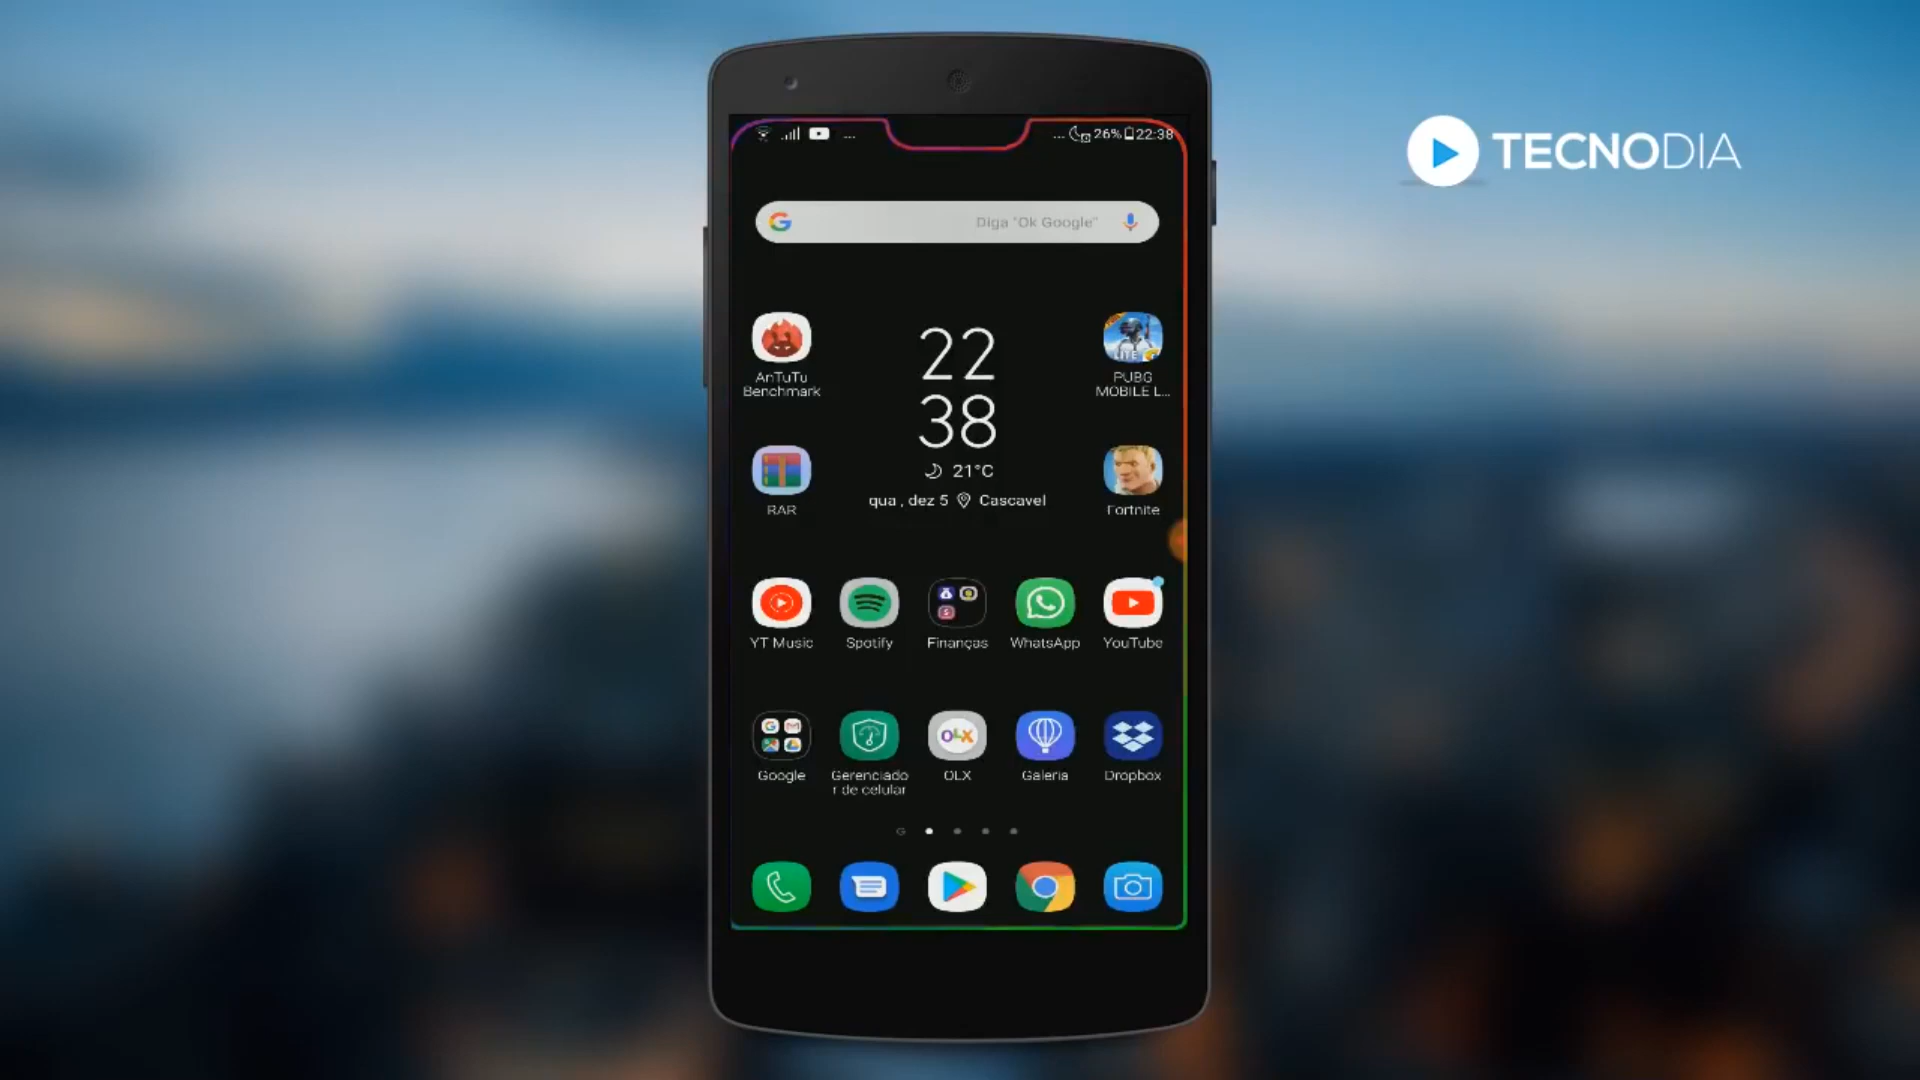 TECNODIA
... ... 26% 22:38
Diga "Ok Google"
AnTuTu
Benchmark
22
38
PUBG
MOBILE L...
21°C
qua , dez 5 Cascavel
RAR
Fortnite
YT Music
Spotify
Finanças
WhatsApp
YouTube
OLX
Google
Gerenciado
r de celular
OLX
Galeria
Dropbox
G